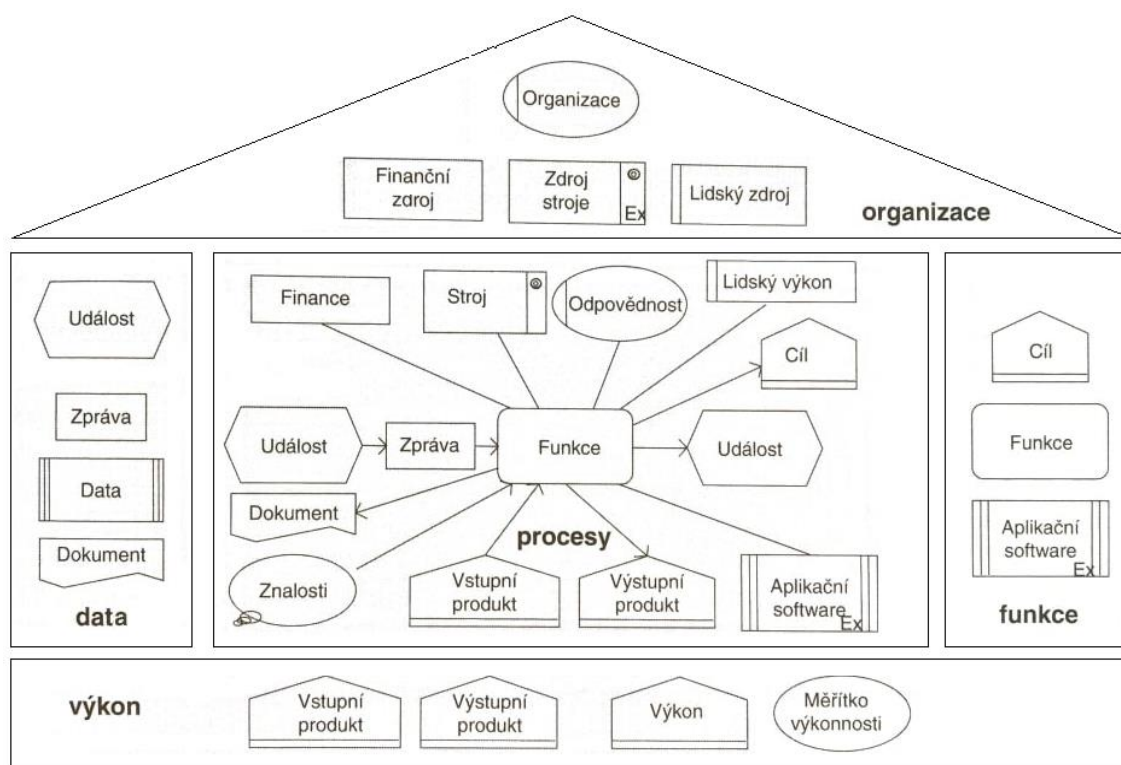 Organizace
Finanční
zdroj
Zdroj
stroje
Ex
Lidský zdroj
organizace
Událost
Zpráva
Data
Dokument
data
Finance
Stroj
Odpovědnost
Lidský výkon
Cíl
Událost
Zpráva
Funkce
Událost
Dokument
procesy
Znalosti
Vstupní
produkt
Výstupní
produkt
Aplikační
software
Ex
Cíl
Funkce
Aplikační
software
Ex
funkce
výkon
Vstupní
produkt
Výstupní
produkt
Výkon
Měřítko
výkonnosti